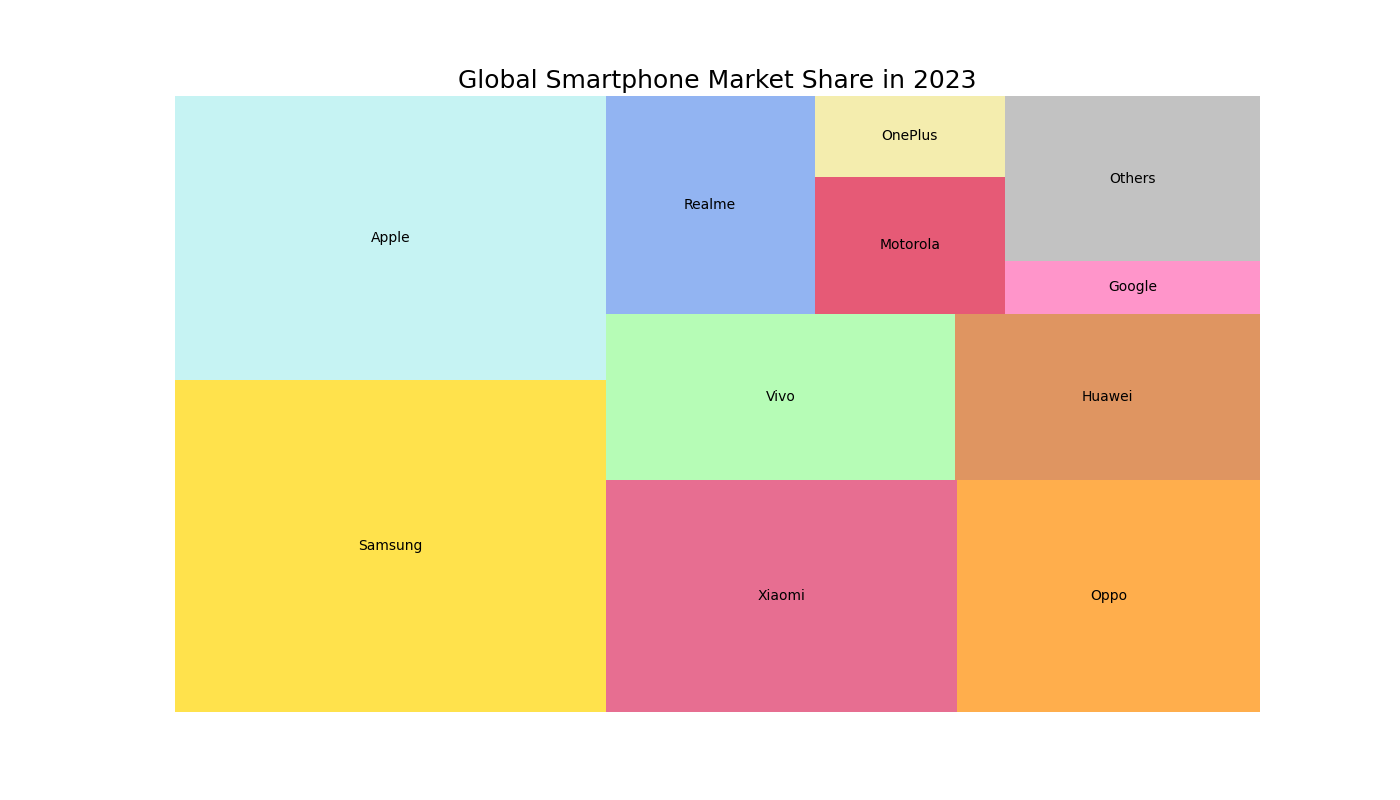 Global Smartphone Market Share in 2023
OnePlus
Others
Realme
Apple
Motorola
Google
Vivo
Huawei
Samsung
Xiaomi
Oppo